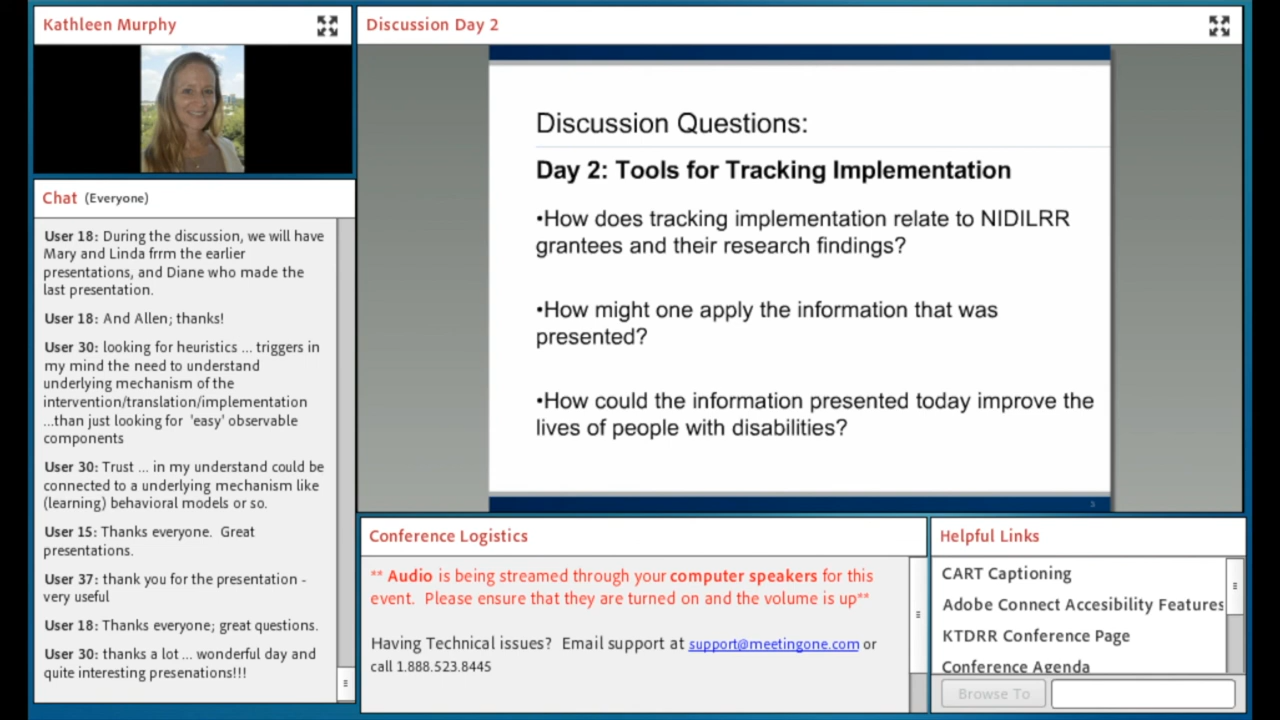 Kathleen Murphy
Chat (Everyone)
User 18: During the discussion, we will have
Mary and Linda frrm the earlier
presentations, and Diane who made the
last presentation.
User 18: And Allen; thanks!
User 30: looking for heuristics ... triggers in
my mind the need to understand
underlying mechanism of the
intervention/translation/implementation
...than just looking for 'easy' observable
components
User 30: Trust ... in my understand could be
connected to a underlying mechanism like
(learning) behavioral models or so.
User 15: Thanks everyone. Great
presentations.
User 37: thank you for the presentation -
very useful
User 18: Thanks everyone; great questions.
User 30: thanks a lot ... wonderful day and
quite interesting presenations!!!
Discussion Day 2
Discussion Questions:
Day 2: Tools for Tracking Implementation
•How does tracking implementation relate to NIDILRR
grantees and their research findings?
•How might one apply the information that was
presented?
•How could the information presented today improve the
lives of people with disabilities?
Conference Logistics
** Audio is being streamed through your computer speakers for this
event. Please ensure that they are turned on and the volume is up**
Having Technical issues? Email support at support@meetingone.com or
call 1.888.523.8445
Helpful Links
CART Captioning
Adobe Connect Accesibility Features
KTDRR Conference Page
Conference Agenda
Browse To